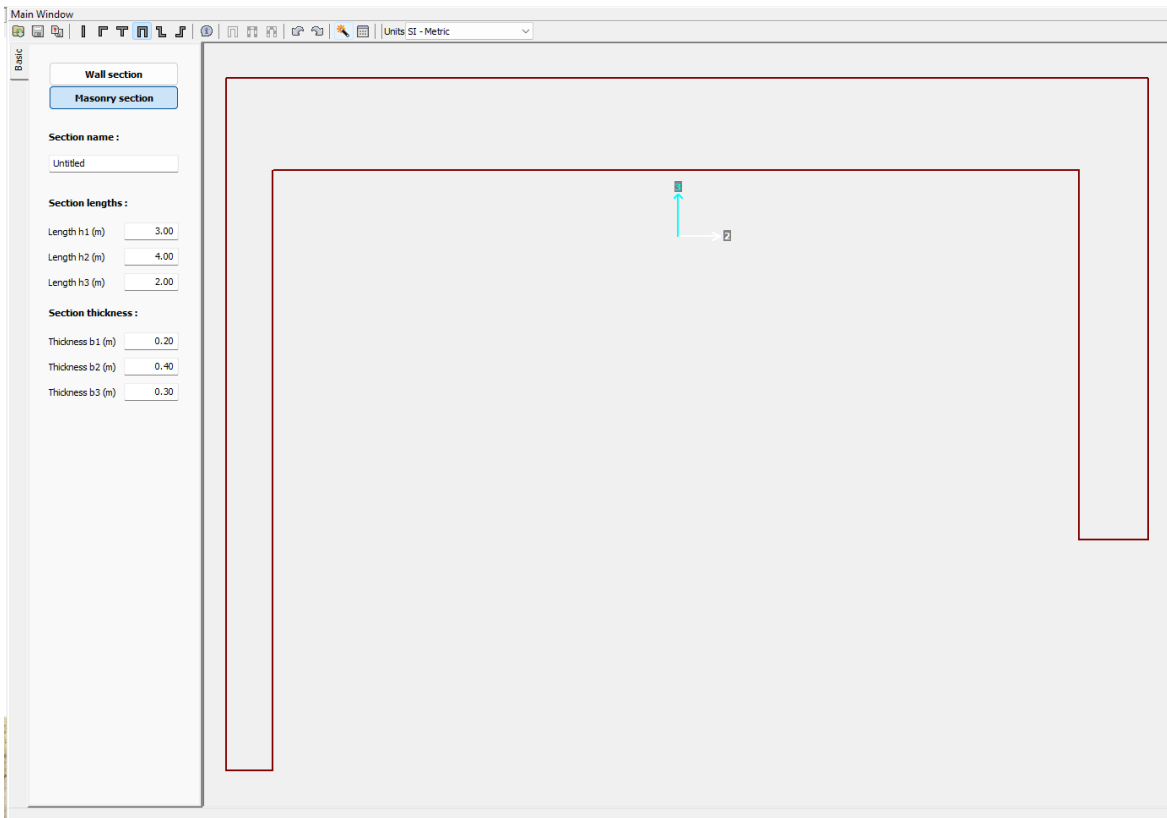 Main Window
Units SI - Metric
Basic
Wall section
Masonry section
Section name :
Untitled
Section lengths :
Length h1 (m) 3.00
Length h2 (m) 4.00
Length h3 (m) 2.00
Section thickness :
Thickness b1 (m) 0.20
Thickness b2 (m) 0.40
Thickness b3 (m) 0.30
3
2